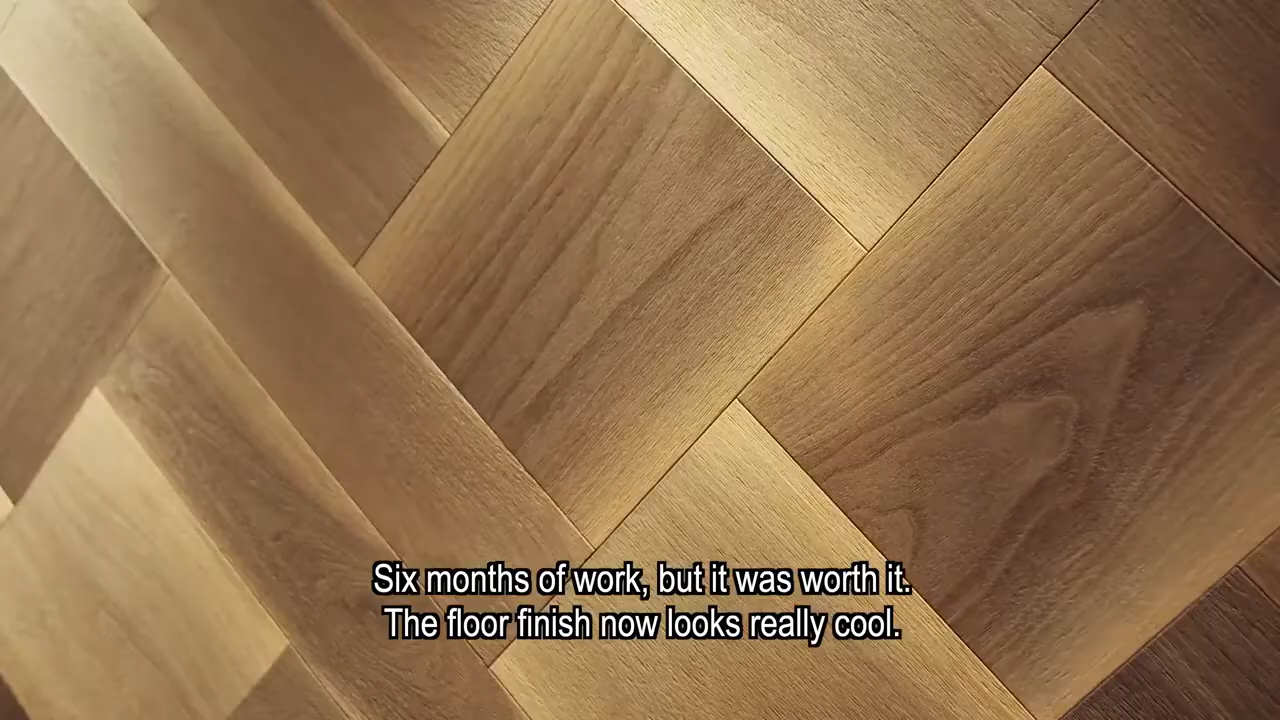 Six months of work, but it was worth it.
The floor finish now looks really cool.